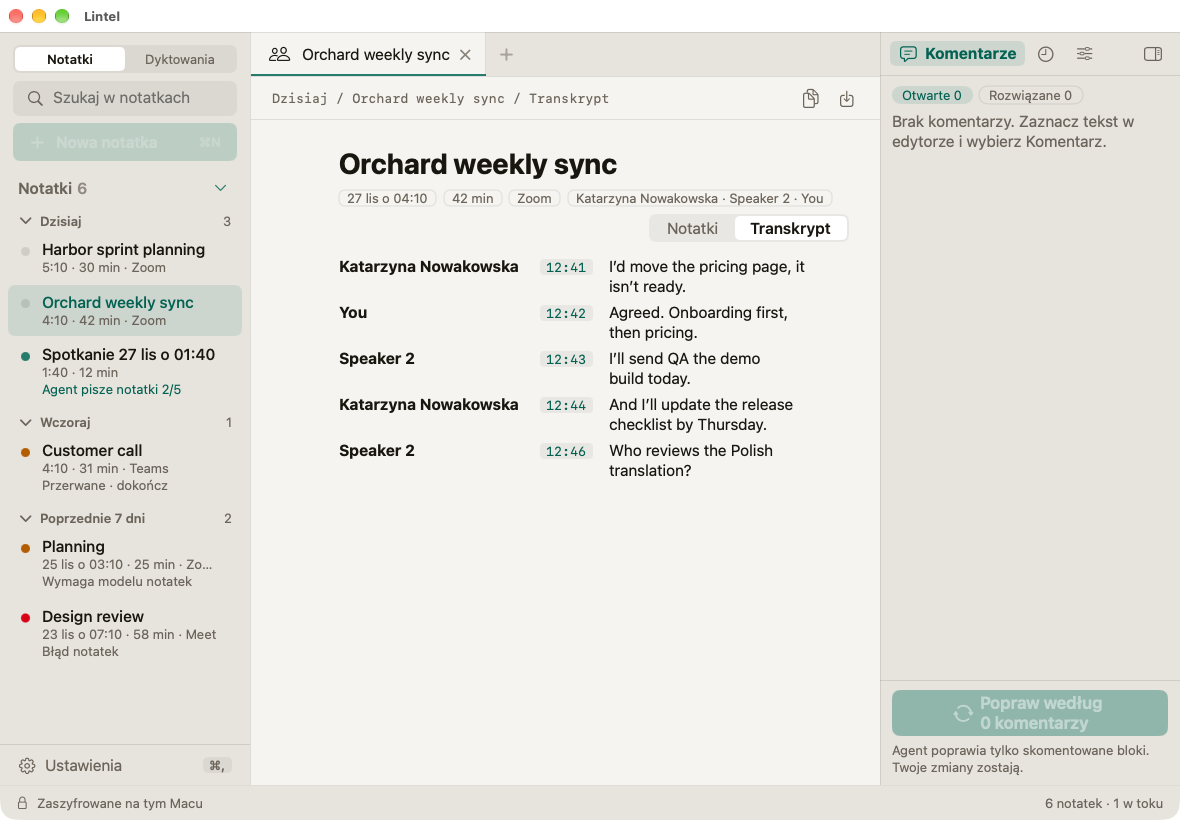 Lintel
Notatki
Dyktowania
Szukaj w notatkach
Nowa notatka ⌘N
Notatki 6
Dzisiaj 3
Harbor sprint planning
5:10 · 30 min · Zoom
Orchard weekly sync
4:10 · 42 min · Zoom
Spotkanie 27 lis o 01:40
1:40 · 12 min
Agent pisze notatki 2/5
Wczoraj 1
Customer call
4:10 · 31 min · Teams
Przerwane · dokończ
Poprzednie 7 dni 2
Planning
25 lis o 03:10 · 25 min · Zo…
Wymaga modelu notatek
Design review
23 lis o 07:10 · 58 min · Meet
Błąd notatek
Ustawienia ⌘,
Orchard weekly sync
Dzisiaj / Orchard weekly sync / Transkrypt
Orchard weekly sync
27 lis o 04:10 42 min Zoom Katarzyna Nowakowska · Speaker 2 · You
Notatki Transkrypt
Katarzyna Nowakowska 12:41 I’d move the pricing page, it
isn’t ready.
You 12:42 Agreed. Onboarding first,
then pricing.
Speaker 2 12:43 I’ll send QA the demo
build today.
Katarzyna Nowakowska 12:44 And I’ll update the release
checklist by Thursday.
Speaker 2 12:46 Who reviews the Polish
translation?
Komentarze
Otwarte 0 Rozwiązane 0
Brak komentarzy. Zaznacz tekst w
edytorze i wybierz Komentarz.
Popraw według
0 komentarzy
Agent poprawia tylko skomentowane bloki.
Twoje zmiany zostają.
Zaszyfrowane na tym Macu
6 notatek · 1 w toku